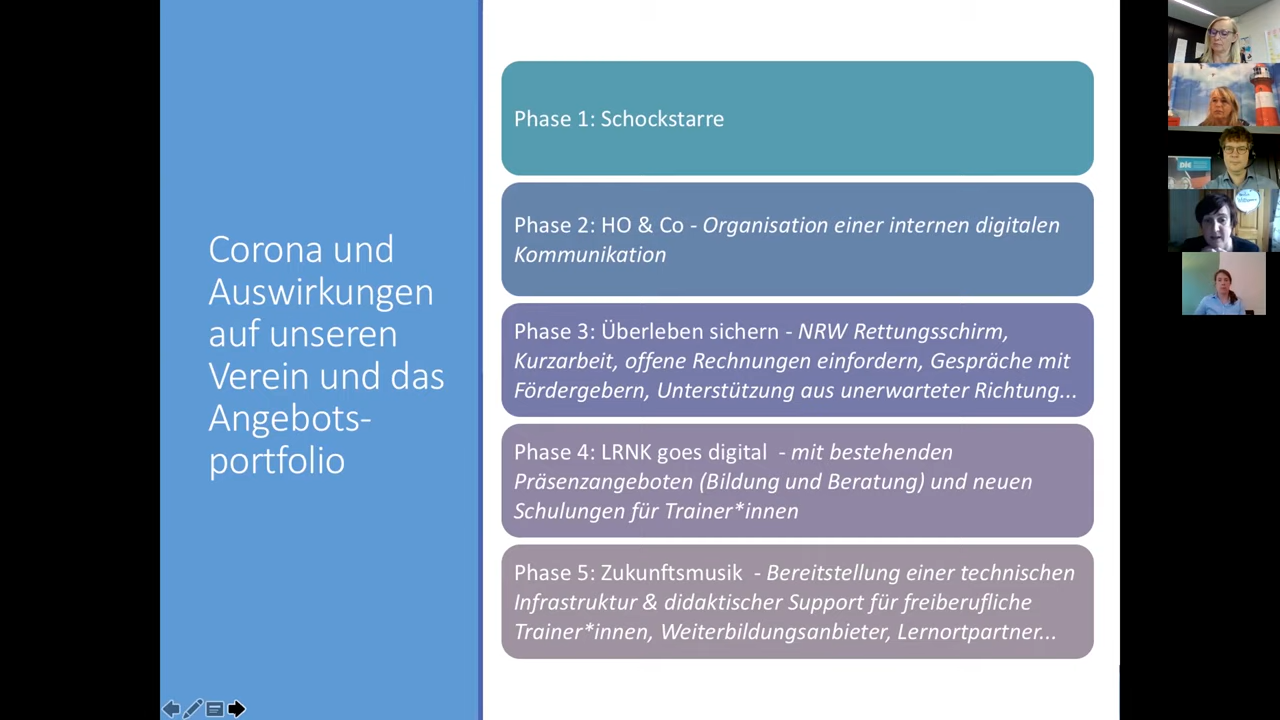 Corona und
Auswirkungen
auf unseren
Verein und das
Angebots-
portfolio
Phase 1: Schockstarre
Phase 2: HO & Co - Organisation einer internen digitalen
Kommunikation
Phase 3: Überleben sichern - NRW Rettungsschirm,
Kurzarbeit, offene Rechnungen einfordern, Gespräche mit
Fördergebern, Unterstützung aus unerwarteter Richtung...
Phase 4: LRNK goes digital - mit bestehenden
Präsenzangeboten (Bildung und Beratung) und neuen
Schulungen für Trainer*innen
Phase 5: Zukunftsmusik - Bereitstellung einer technischen
Infrastruktur & didaktischer Support für freiberufliche
Trainer*innen, Weiterbildungsanbieter, Lernortpartner...
die